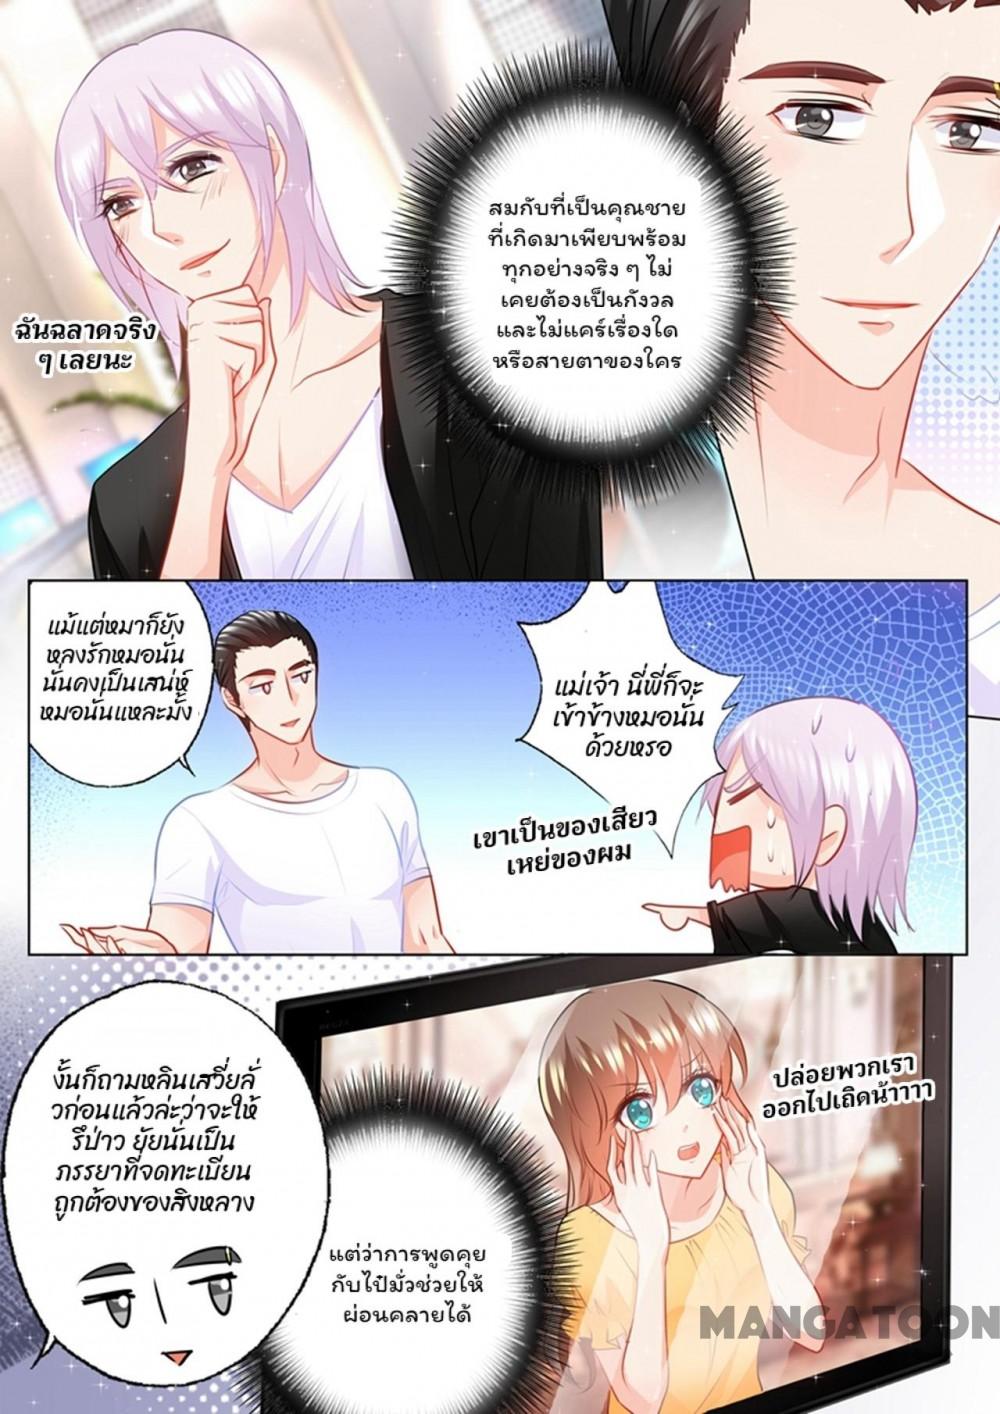 สมกับที่เป็นคุณชาย
ที่เกิดมาเพียบพร้อม
ทุกอย่างจริง ๆ ไม่
เคยต้องเป็นกังวล
และไม่แคร์เรื่องใด
หรือสายตาของใคร
ฉันฉลาดจริง
ๆ เลยนะ
แม้แต่หมาก็ยัง
หลงรักหมอนั่น
นั่นคงเป็นเสน่ห์
หมอนั่นแหละมั้ง
แม่เจ้า นี่พี่ก็จะ
เข้าข้างหมอนั่น
ด้วยหรอ
เขาเป็นของเสียว
เหย่ของผม
งั้นก็ถามหลินเสวี่ยลั่
วก่อนแล้วล่ะว่าจะให้
รึป่าว ยัยนั่นเป็น
ภรรยาที่จดทะเบียน
ถูกต้องของสิงหลาง
ปล่อยพวกเรา
ออกไปเถิดน้าาาา
แต่ว่าการพูดคุย
กับไป๋มั่วช่วยให้
ผ่อนคลายได้
MANGATOON